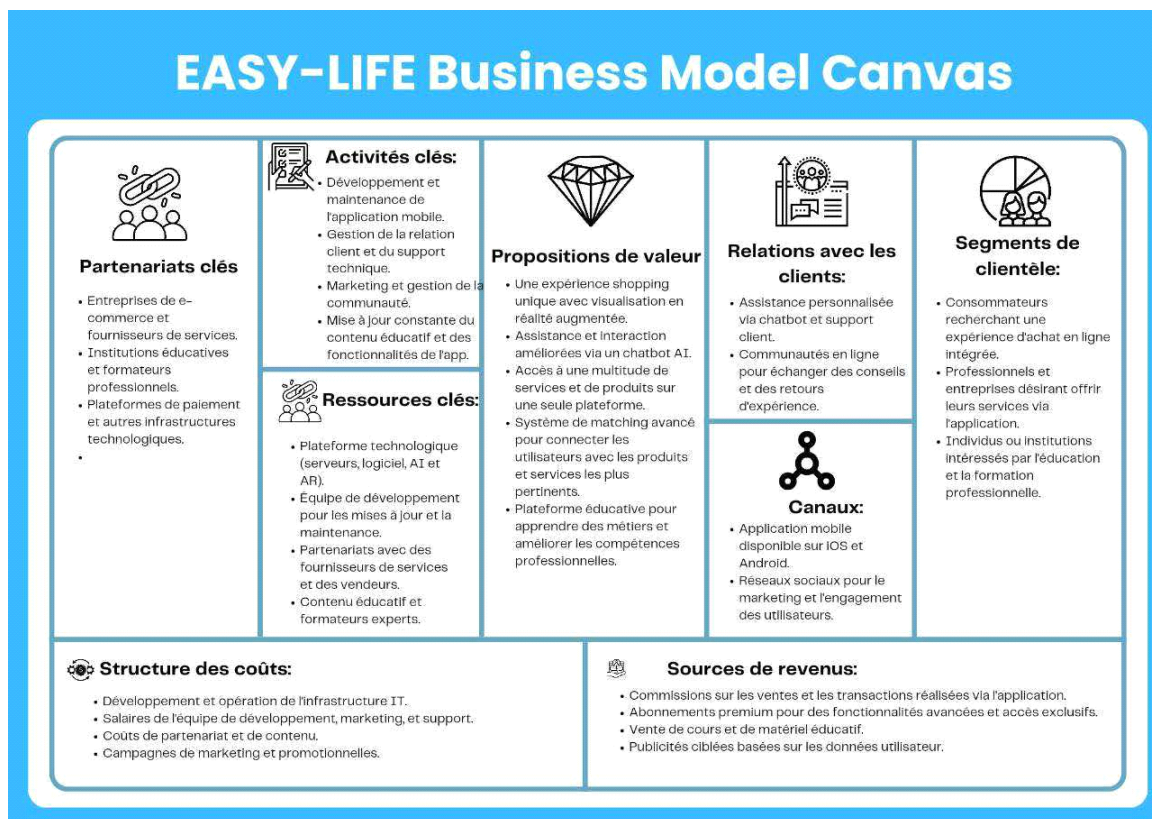 EASY-LIFE Business Model Canvas
Partenariats clés
• Entreprises de e-
commerce et
fournisseurs de services.
• Institutions éducatives
et formateurs
professionnels.
• Plateformes de paiement
et autres infrastructures
technologiques.
•
Activités clés:
• Développement et
maintenance de
l'application mobile.
• Gestion de la relation
client et du support
technique.
• Marketing et gestion de la
communauté.
• Mise à jour constante du
contenu éducatif et des
fonctionnalités de l'app.
Ressources clés:
• Plateforme technologique
(serveurs, logiciel, AI et
AR).
• Équipe de développement
pour les mises à jour et la
maintenance.
• Partenariats avec des
fournisseurs de services
et des vendeurs.
• Contenu éducatif et
formateurs experts.
Propositions de valeur
• Une expérience shopping
unique avec visualisation en
réalité augmentée.
• Assistance et interaction
améliorées via un chatbot AI.
• Accès à une multitude de
services et de produits sur
une seule plateforme.
• Système de matching avancé
pour connecter les
utilisateurs avec les produits
et services les plus
pertinents.
• Plateforme éducative pour
apprendre des métiers et
améliorer les compétences
professionnelles.
Relations avec les
clients:
• Assistance personnalisée
via chatbot et support
client.
• Communautés en ligne
pour échanger des conseils
et des retours
d'expérience.
Canaux:
• Application mobile
disponible sur iOS et
Android.
• Réseaux sociaux pour le
marketing et l'engagement
des utilisateurs.
Segments de
clientèle:
• Consommateurs
recherchant une
expérience d'achat en ligne
intégrée.
• Professionnels et
entreprises désirant offrir
leurs services via
l'application.
• Individus ou institutions
intéressés par l'éducation
et la formation
professionnelle.
Structure des coûts:
• Développement et opération de l'infrastructure IT.
• Salaires de l'équipe de développement, marketing, et support.
• Coûts de partenariat et de contenu.
• Campagnes de marketing et promotionnelles.
Sources de revenus:
• Commissions sur les ventes et les transactions réalisées via l'application.
• Abonnements premium pour des fonctionnalités avancées et accès exclusifs.
• Vente de cours et de matériel éducatif.
• Publicités ciblées basées sur les données utilisateur.